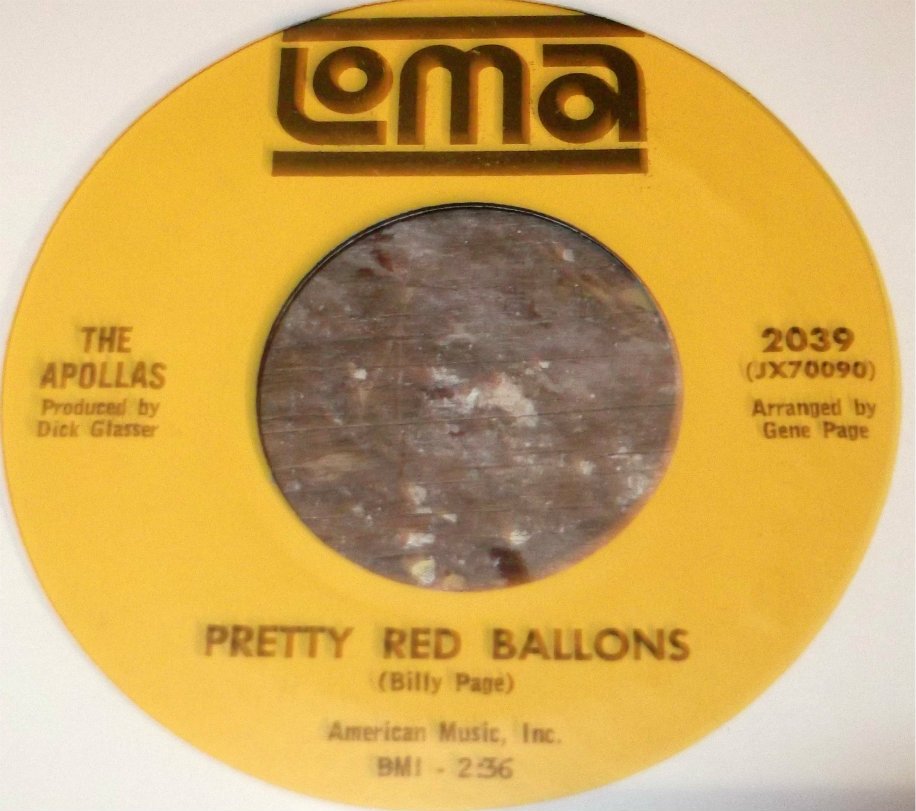 Loma
THE
APOLLAS
Produced by
Dick Glasser
2039
(JX70090)
Arranged by
Gene Page
PRETTY RED BALLONS
(Billy Page)
American Music, Inc.
BMI - 2:36